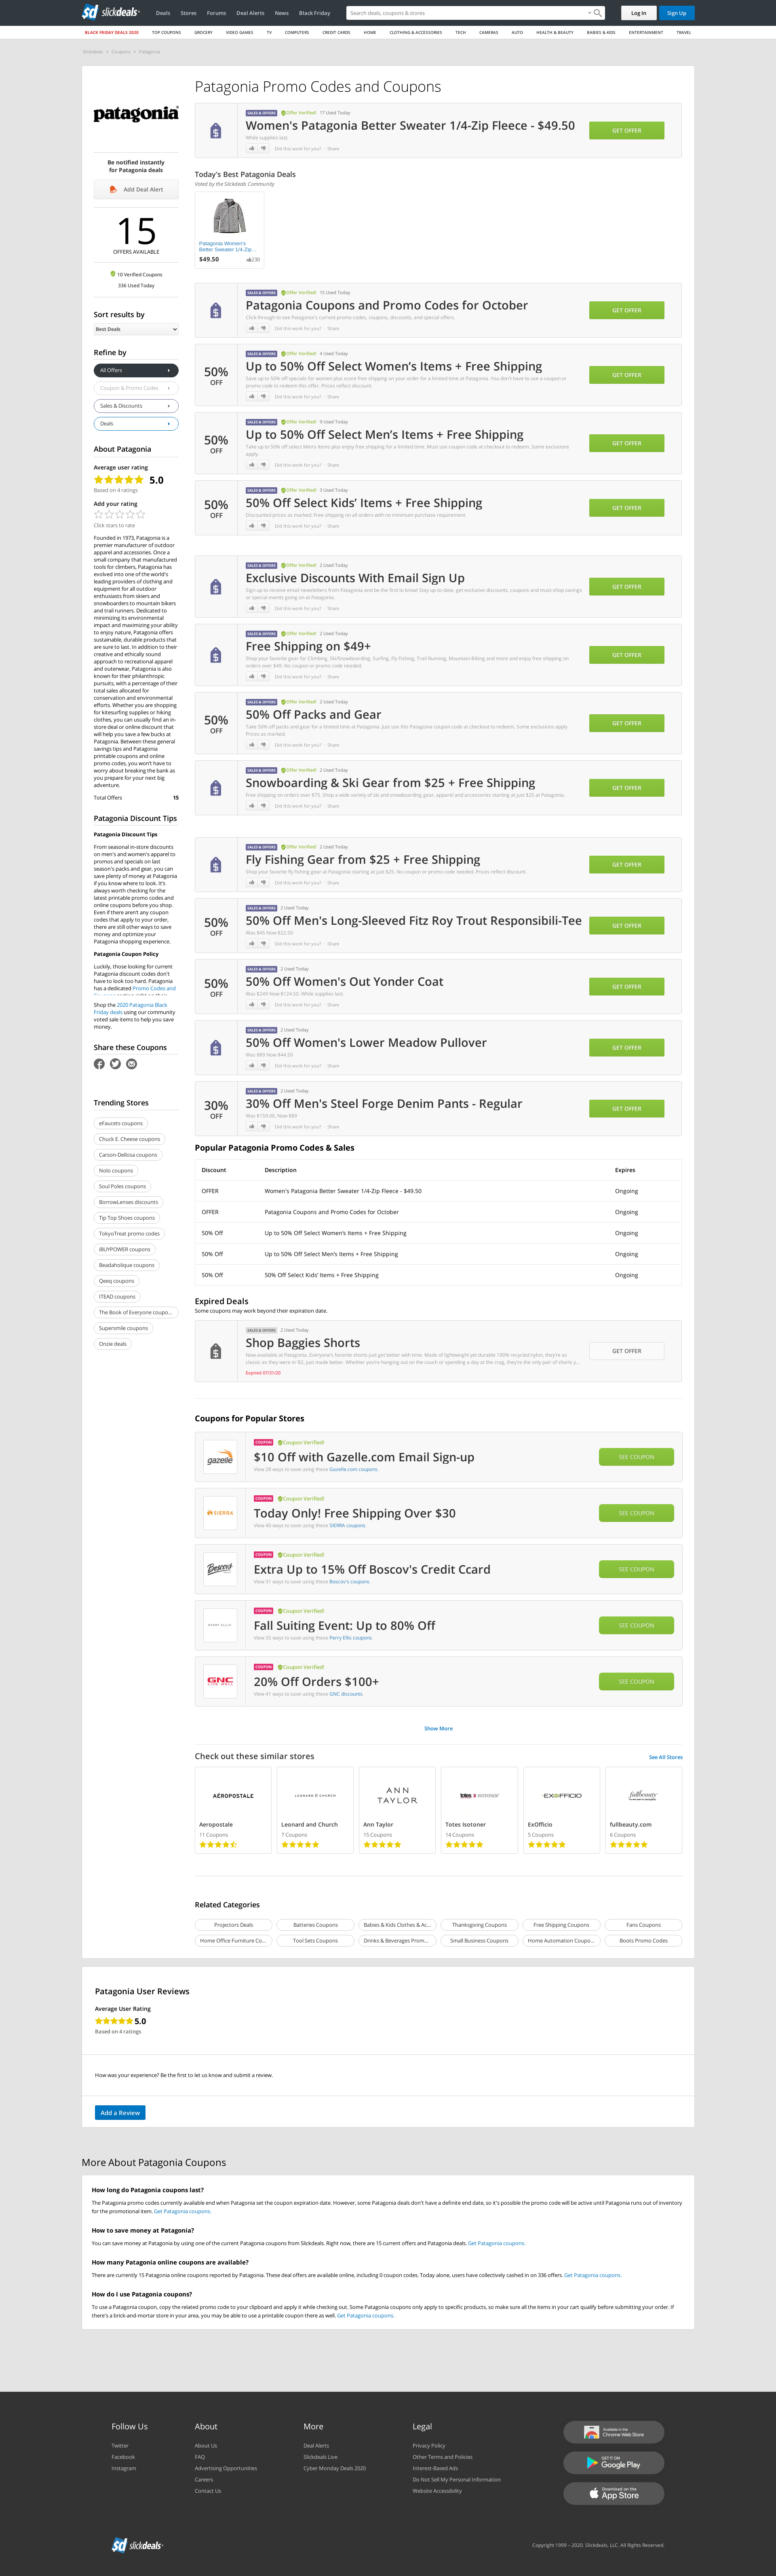 slickdeals
Deals Stores Forums Deal Alerts News Black Friday
Search deals, coupons & stores
Log In Sign Up
BLACK FRIDAY DEALS 2020 TOP COUPONS GROCERY VIDEO GAMES TV COMPUTERS CREDIT CARDS HOME CLOTHING & ACCESSORIES TECH CAMERAS AUTO HEALTH & BEAUTY BABIES & KIDS ENTERTAINMENT TRAVEL
Slickdeals Coupons Patagonia
patagonia
Be notified instantly
for Patagonia deals
Add Deal Alert
15
OFFERS AVAILABLE
10 Verified Coupons
336 Used Today
Sort results by
Best Deals
Refine by
All Offers
Coupon & Promo Codes
Sales & Discounts
Deals
About Patagonia
Average user rating
5.0
Based on 4 ratings
Add your rating
Click stars to rate
Founded in 1973, Patagonia is a
premier manufacturer of outdoor
apparel and accessories. Once a
small company that manufactured
tools for climbers, Patagonia has
evolved into one of the world's
leading providers of clothing and
equipment for all outdoor
enthusiasts from skiers and
snowboarders to mountain bikers
and trail runners. Dedicated to
minimizing its environmental
impact and maximizing your ability
to enjoy nature, Patagonia offers
sustainable, durable products that
are sure to last. In addition to their
creative and ethically sound
approach to recreational apparel
and outerwear, Patagonia is also
known for their philanthropic
pursuits, with a percentage of their
total sales allocated for
conservation and environmental
efforts. Whether you are shopping
for kitesurfing supplies or hiking
clothes, you can usually find an in-
store deal or online discount that
will help you save a few bucks at
Patagonia. Between these general
savings tips and Patagonia
printable coupons and online
promo codes, you won't have to
worry about breaking the bank as
you prepare for your next big
adventure.
Total Offers 15
Patagonia Discount Tips
Patagonia Discount Tips
From seasonal in-store discounts
on men's and women's apparel to
promos and specials on last
season's packs and gear, you can
save plenty of money at Patagonia
if you know where to look. It's
always worth checking for the
latest printable promo codes and
online coupons before you shop.
Even if there aren't any coupon
codes that apply to your order,
there are still other ways to save
money and optimize your
Patagonia shopping experience.
Patagonia Coupon Policy
Luckily, those looking for current
Patagonia discount codes don't
have to look too hard. Patagonia
has a dedicated Promo Codes and
Shop the 2020 Patagonia Black
Friday deals using our community
voted sale items to help you save
money.
Share these Coupons
Trending Stores
eFaucets coupons
Chuck E. Cheese coupons
Carson-Dellosa coupons
Nolo coupons
Soul Poles coupons
BorrowLenses discounts
Tip Top Shoes coupons
TokyoTreat promo codes
iBUYPOWER coupons
Beadaholique coupons
Qeeq coupons
ITEAD coupons
The Book of Everyone coupo...
Supersmile coupons
Onzie deals
Patagonia Promo Codes and Coupons
SALES & OFFERS Offer Verified! 17 Used Today
Women's Patagonia Better Sweater 1/4-Zip Fleece - $49.50
While supplies last.
Did this work for you? Share
GET OFFER
Today's Best Patagonia Deals
Voted by the Slickdeals Community
Patagonia Women's
Better Sweater 1/4-Zip...
$49.50 230
SALES & OFFERS Offer Verified! 15 Used Today
Patagonia Coupons and Promo Codes for October
Click through to see Patagonia's current promo codes, coupons, discounts, and special offers.
Did this work for you? Share
GET OFFER
50% OFF
SALES & OFFERS Offer Verified! 4 Used Today
Up to 50% Off Select Women's Items + Free Shipping
Save up to 50% off specials for women plus score free shipping on your order for a limited time at Patagonia. You don't have to use a coupon or
promo code to redeem this offer. Prices reflect discount.
Did this work for you? Share
GET OFFER
50% OFF
SALES & OFFERS Offer Verified! 9 Used Today
Up to 50% Off Select Men's Items + Free Shipping
Take up to 50% off select Men's items plus enjoy free shipping for a limited time. Must use coupon code at checkout to redeem. Some exclusions
apply.
Did this work for you? Share
GET OFFER
50% OFF
SALES & OFFERS Offer Verified! 3 Used Today
50% Off Select Kids' Items + Free Shipping
Discounted prices as marked. Free shipping on all orders with no minimum purchase requirement.
Did this work for you? Share
GET OFFER
SALES & OFFERS Offer Verified! 2 Used Today
Exclusive Discounts With Email Sign Up
Sign up to receive email newsletters from Patagonia and be the first to know! Stay up to date, get exclusive discounts, coupons and must-shop savings
or special events going on at Patagonia.
Did this work for you? Share
GET OFFER
SALES & OFFERS Offer Verified! 2 Used Today
Free Shipping on $49+
Shop your favorite gear for Climbing, Ski/Snowboarding, Surfing, Fly Fishing, Trail Running, Mountain Biking and more and enjoy free shipping on
orders over $49. No coupon or promo code needed.
Did this work for you? Share
GET OFFER
50% OFF
SALES & OFFERS Offer Verified! 2 Used Today
50% Off Packs and Gear
Take 50% off packs and gear for a limited time at Patagonia. Just use this Patagonia coupon code at checkout to redeem. Some exclusions apply.
Prices as marked.
Did this work for you? Share
GET OFFER
SALES & OFFERS Offer Verified! 2 Used Today
Snowboarding & Ski Gear from $25 + Free Shipping
Free shipping on orders over $75. Shop a wide variety of ski and snowboarding gear, apparel and accessories starting at just $25 at Patagonia.
Did this work for you? Share
GET OFFER
SALES & OFFERS Offer Verified! 2 Used Today
Fly Fishing Gear from $25 + Free Shipping
Shop your favorite fly fishing gear at Patagonia starting at just $25. No coupon or promo code needed. Prices reflect discount.
Did this work for you? Share
GET OFFER
50% OFF
SALES & OFFERS 2 Used Today
50% Off Men's Long-Sleeved Fitz Roy Trout Responsibili-Tee
Was $45 Now $22.50
Did this work for you? Share
GET OFFER
50% OFF
SALES & OFFERS 2 Used Today
50% Off Women's Out Yonder Coat
Was $249 Now $124.50. While supplies last.
Did this work for you? Share
GET OFFER
SALES & OFFERS 2 Used Today
50% Off Women's Lower Meadow Pullover
Was $89 Now $44.50
Did this work for you? Share
GET OFFER
30% OFF
SALES & OFFERS 2 Used Today
30% Off Men's Steel Forge Denim Pants - Regular
Was $159.00, Now $69
Did this work for you? Share
GET OFFER
Popular Patagonia Promo Codes & Sales
Discount Description Expires
OFFER Women's Patagonia Better Sweater 1/4-Zip Fleece - $49.50 Ongoing
OFFER Patagonia Coupons and Promo Codes for October Ongoing
50% Off Up to 50% Off Select Women's Items + Free Shipping Ongoing
50% Off Up to 50% Off Select Men's Items + Free Shipping Ongoing
50% Off 50% Off Select Kids' Items + Free Shipping Ongoing
Expired Deals
Some coupons may work beyond their expiration date.
SALES & OFFERS 2 Used Today
Shop Baggies Shorts
Now available at Patagonia. Everyone's favorite shorts just got better with time. Made of lightweight yet durable 100% recycled nylon, they're as
classic as they were in '82, just made better. Whether you're hanging out on the couch or spending a day at the crag, they're the only pair of shorts y...
Expired 07/31/20
GET OFFER
Coupons for Popular Stores
gazelle
COUPON Coupon Verified!
$10 Off with Gazelle.com Email Sign-up
View 28 ways to save using these Gazelle.com coupons.
SEE COUPON
SIERRA
COUPON Coupon Verified!
Today Only! Free Shipping Over $30
View 40 ways to save using these SIERRA coupons.
SEE COUPON
Boscov's
COUPON Coupon Verified!
Extra Up to 15% Off Boscov's Credit Ccard
View 31 ways to save using these Boscov's coupons.
SEE COUPON
PERRY ELLIS
COUPON Coupon Verified!
Fall Suiting Event: Up to 80% Off
View 35 ways to save using these Perry Ellis coupons.
SEE COUPON
GNC
LIVE WELL
COUPON Coupon Verified!
20% Off Orders $100+
View 41 ways to save using these GNC discounts.
SEE COUPON
Show More
Check out these similar stores See All Stores
AÉROPOSTALE LEONARD & CHURCH ANN TAYLOR totes ISOTONER EXOFFICIO fullbeauty
Aeropostale Leonard and Church Ann Taylor Totes Isotoner ExOfficio fullbeauty.com
11 Coupons 7 Coupons 15 Coupons 14 Coupons 5 Coupons 6 Coupons
Related Categories
Projectors Deals Batteries Coupons Babies & Kids Clothes & Ac... Thanksgiving Coupons Free Shipping Coupons Fans Coupons
Home Office Furniture Co... Tool Sets Coupons Drinks & Beverages Prom... Small Business Coupons Home Automation Coupo... Boots Promo Codes
Patagonia User Reviews
Average User Rating
5.0
Based on 4 ratings
How was your experience? Be the first to let us know and submit a review.
Add a Review
More About Patagonia Coupons
How long do Patagonia coupons last?
The Patagonia promo codes currently available end when Patagonia set the coupon expiration date. However, some Patagonia deals don't have a definite end date, so it's possible the promo code will be active until Patagonia runs out of inventory
for the promotional item. Get Patagonia coupons.
How to save money at Patagonia?
You can save money at Patagonia by using one of the current Patagonia coupons from Slickdeals. Right now, there are 15 current offers and Patagonia deals. Get Patagonia coupons.
How many Patagonia online coupons are available?
There are currently 15 Patagonia online coupons reported by Patagonia. These deal offers are available online, including 0 coupon codes. Today alone, users have collectively cashed in on 336 offers. Get Patagonia coupons.
How do I use Patagonia coupons?
To use a Patagonia coupon, copy the related promo code to your clipboard and apply it while checking out. Some Patagonia coupons only apply to specific products, so make sure all the items in your cart qualify before submitting your order. If
there's a brick-and-mortar store in your area, you may be able to use a printable coupon there as well. Get Patagonia coupons.
Follow Us About More Legal
Twitter About Us Deal Alerts Privacy Policy
Facebook FAQ Slickdeals Live Other Terms and Policies
Instagram Advertising Opportunities Cyber Monday Deals 2020 Interest-Based Ads
Careers Do Not Sell My Personal Information
Contact Us Website Accessibility
Available in the
Chrome Web Store
GET IT ON
Google Play
Download on the
App Store
slickdeals
Copyright 1999 - 2020. Slickdeals, LLC. All Rights Reserved.